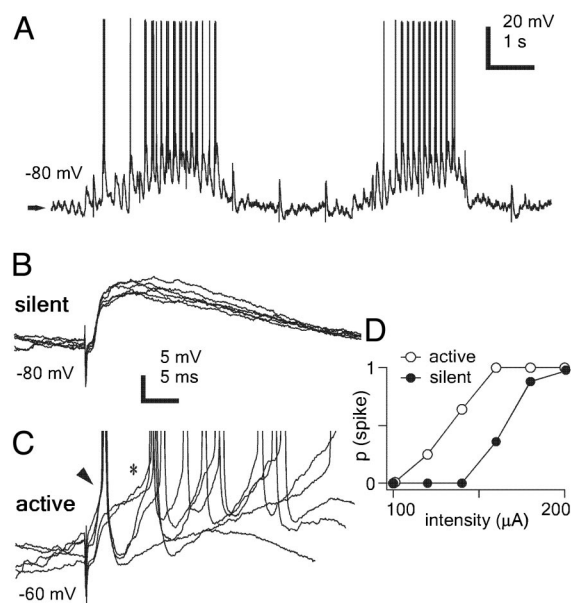 A
20 mV
1 s
-80 mV
B
silent
-80 mV
5 mV
5 ms
C
*
active
-60 mV
D
active
silent
1
p (spike)
0
100
200
intensity (µA)